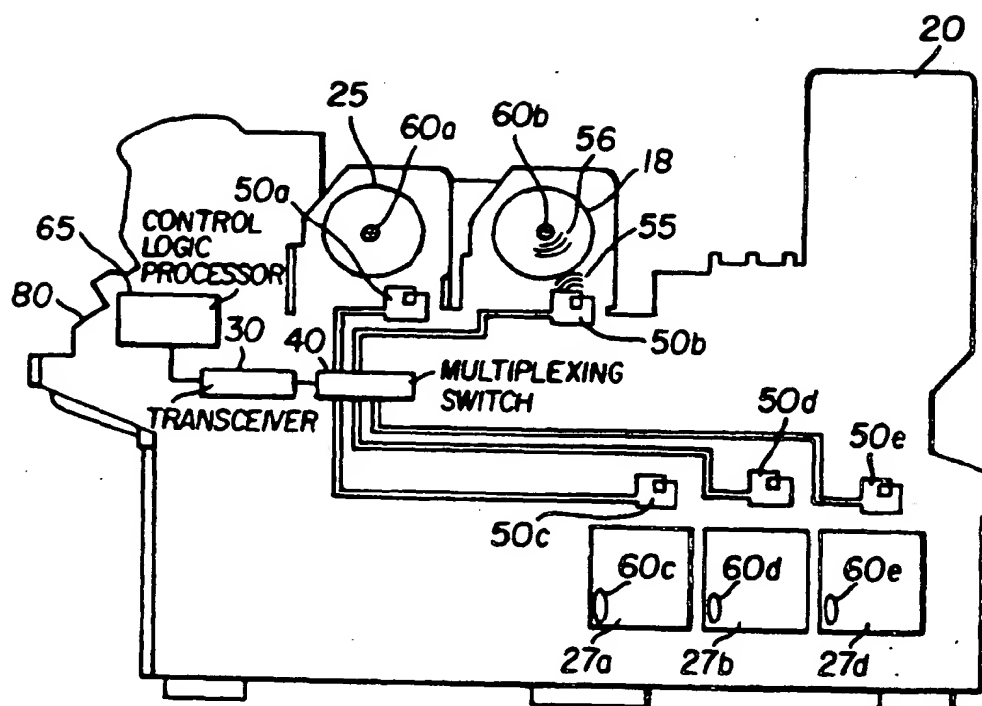 20
25
60a
60b
56
18
50a
55
65
CONTROL
LOGIC
PROCESSOR
80
30
40
50b
MULTIPLEXING
SWITCH
TRANSCEIVER
50d
50e
50c
60c
60d
60e
27a
27b
27d